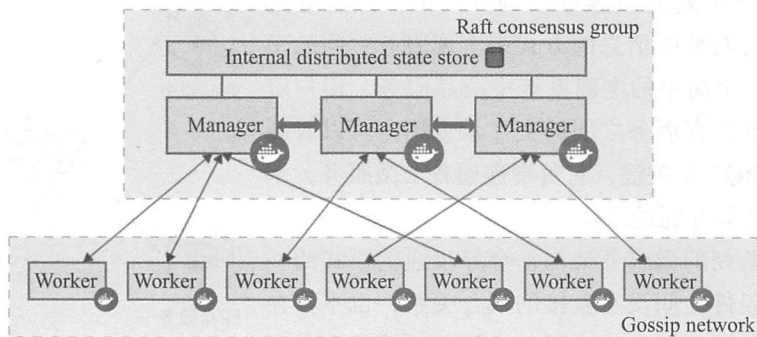 Raft consensus group
Internal distributed state store
Manager
Manager
Manager
Worker
Worker
Worker
Worker
Worker
Worker
Worker
Gossip network